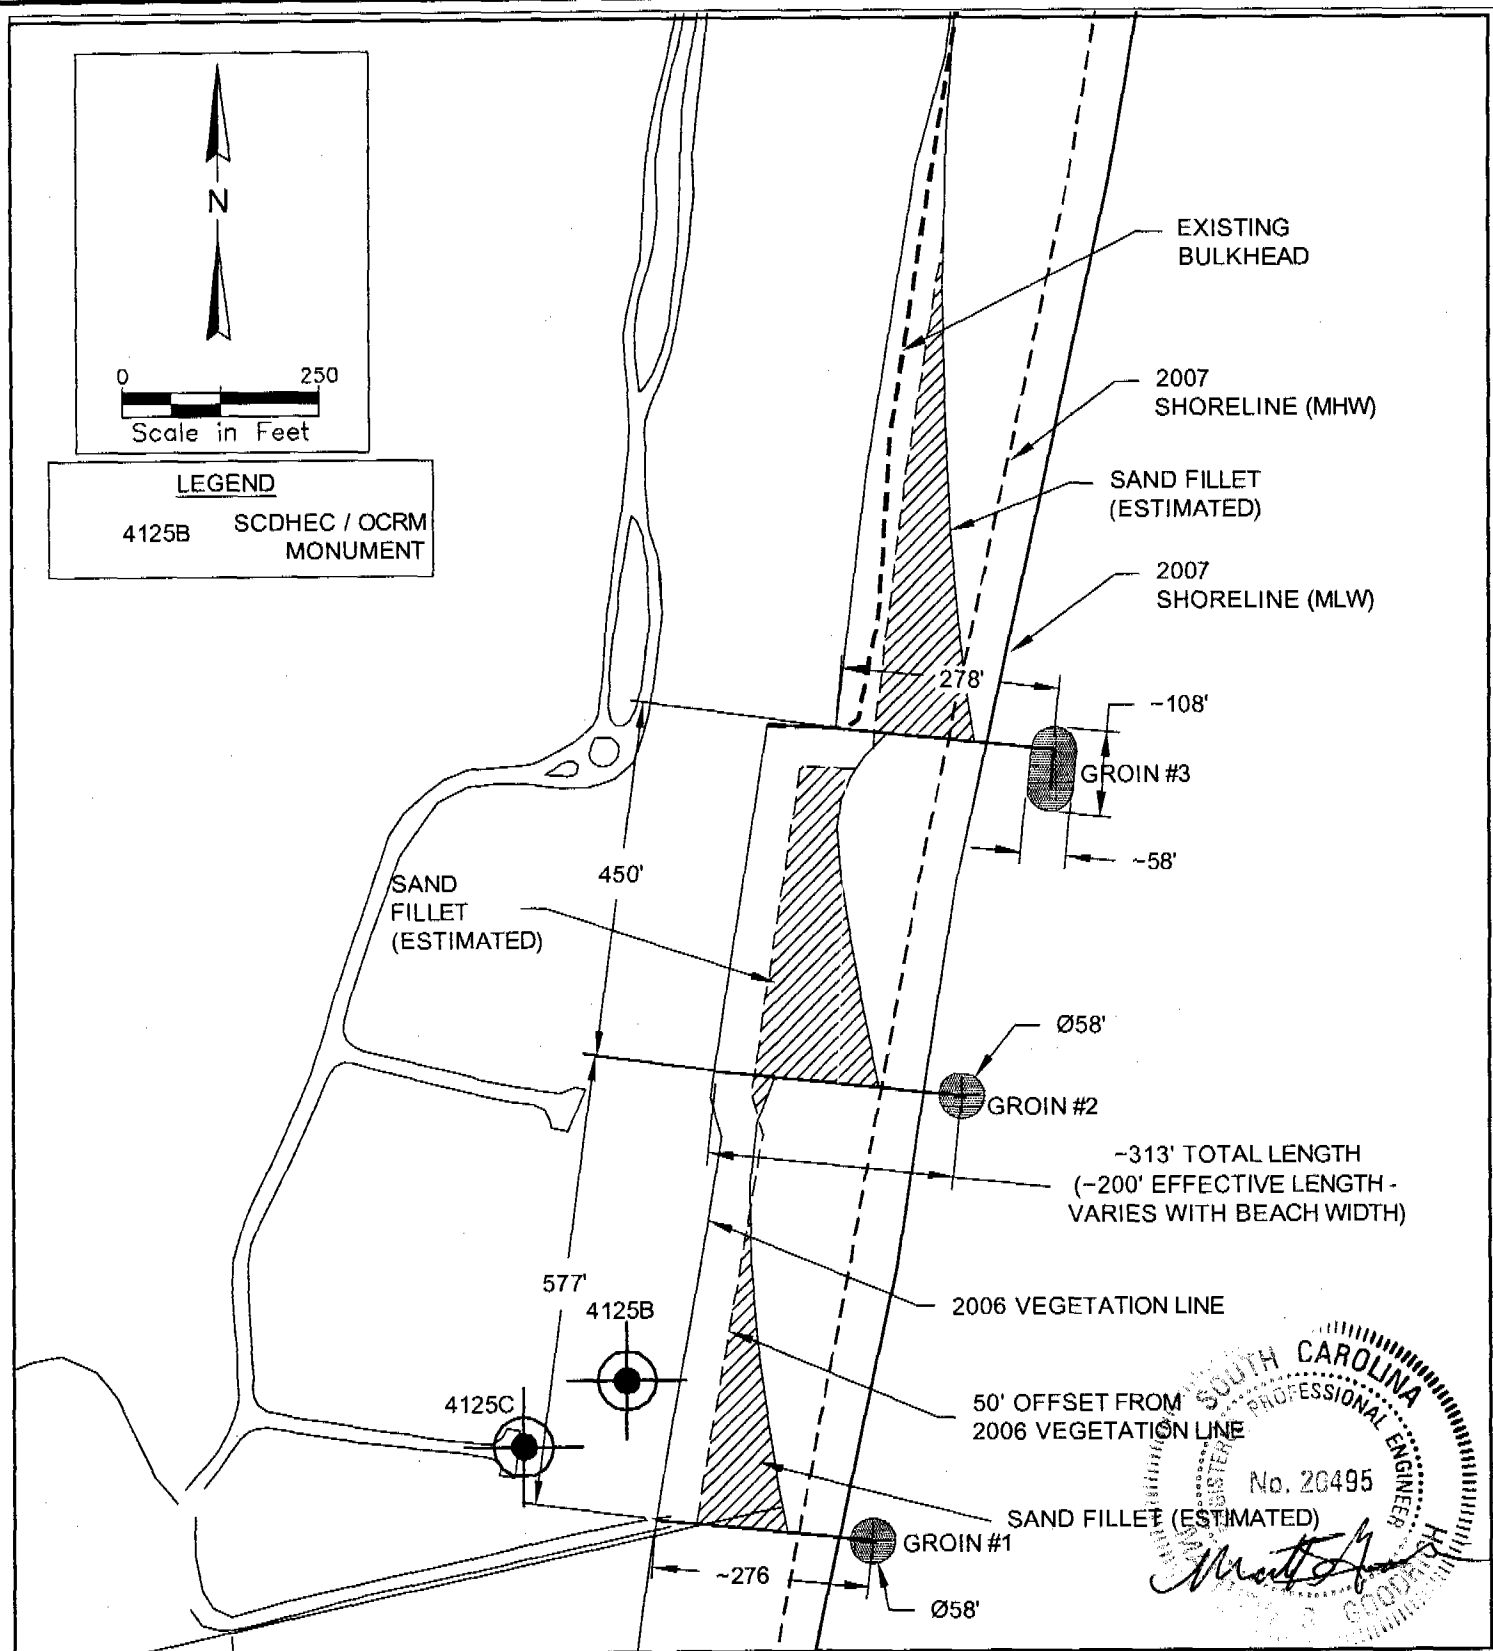 N
0 250
Scale in Feet
LEGEND
4125B SCDHEC / OCRM
MONUMENT
EXISTING
BULKHEAD
2007
SHORELINE (MHW)
SAND FILLET
(ESTIMATED)
2007
SHORELINE (MLW)
278'
~108'
GROIN #3
~58'
450'
SAND
FILLET
(ESTIMATED)
Ø58'
GROIN #2
~313' TOTAL LENGTH
(~200' EFFECTIVE LENGTH -
VARIES WITH BEACH WIDTH)
577'
2006 VEGETATION LINE
4125B
4125C
50' OFFSET FROM
2006 VEGETATION LINE
SAND FILLET (ESTIMATED)
GROIN #1
~276
Ø58'
SOUTH CAROLINA
PROFESSIONAL ENGINEER
No. 20495